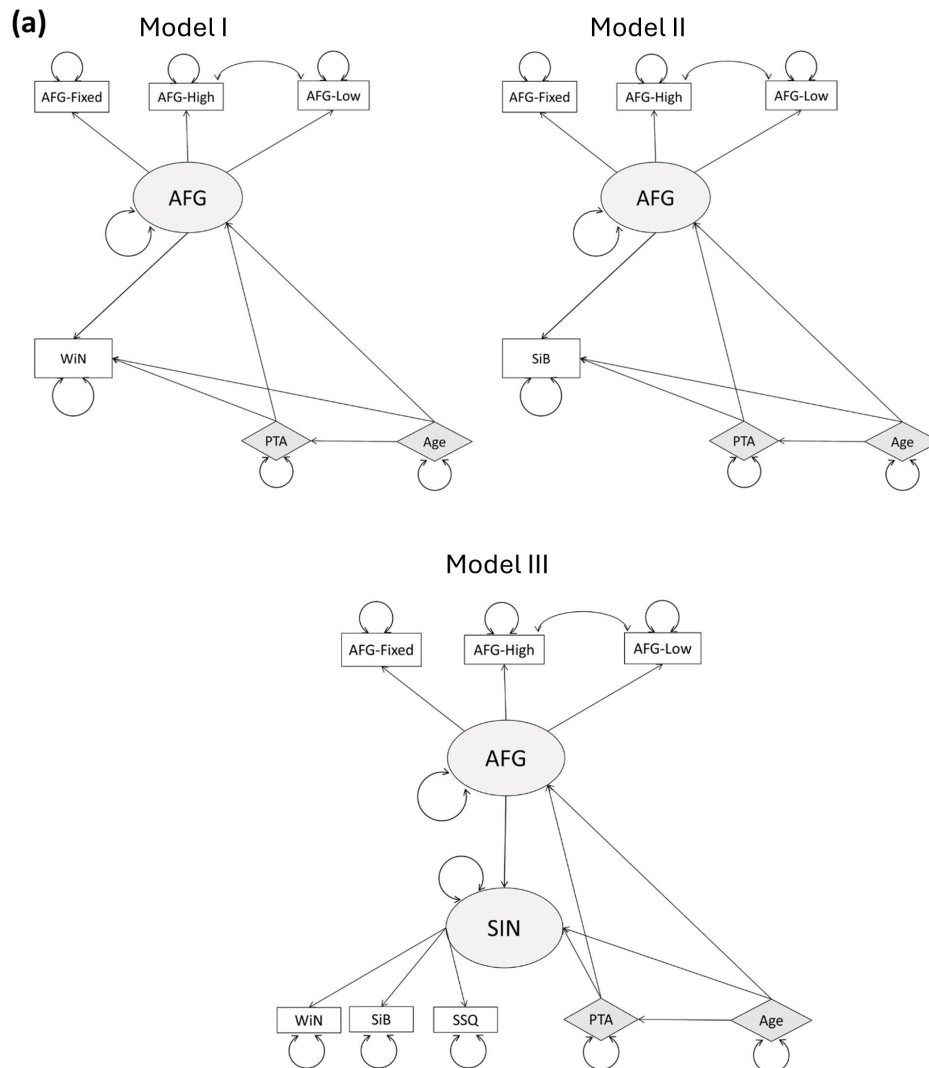 (a)
Model I
Model II
AFG-Fixed
AFG-High
AFG-Low
AFG-Fixed
AFG-High
AFG-Low
AFG
AFG
WiN
SiB
PTA
Age
PTA
Age
Model III
AFG-Fixed
AFG-High
AFG-Low
AFG
SIN
WiN
SiB
SSQ
PTA
Age